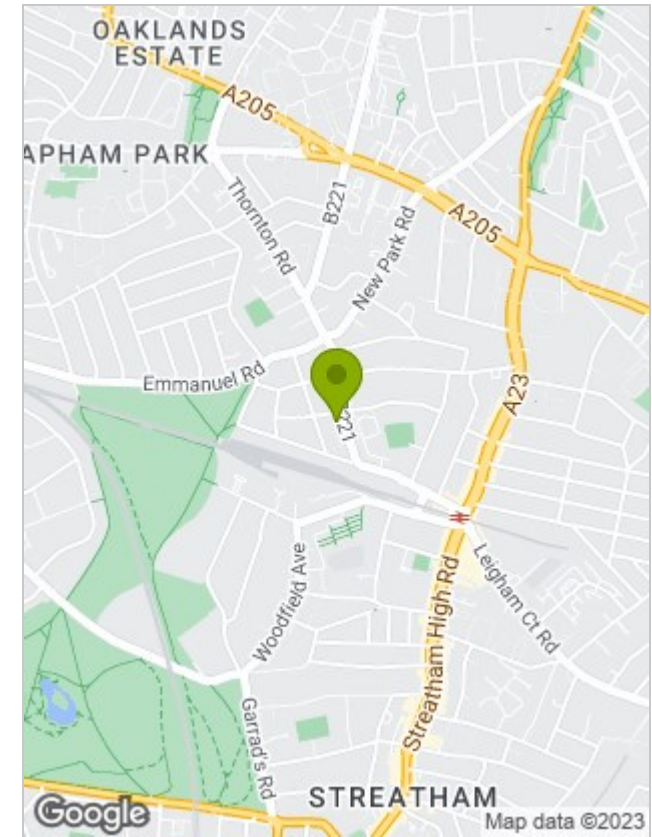 OAKLANDS
ESTATE
A205
APHAM PARK
Thornton Rd
B221
New Park Rd
A205
Emmanuel Rd
A23
221
Woodfield Ave
Leigham Ct Rd
Streatham High Rd
Garrad's Rd
STREATHAM
Google
Map data ©2023